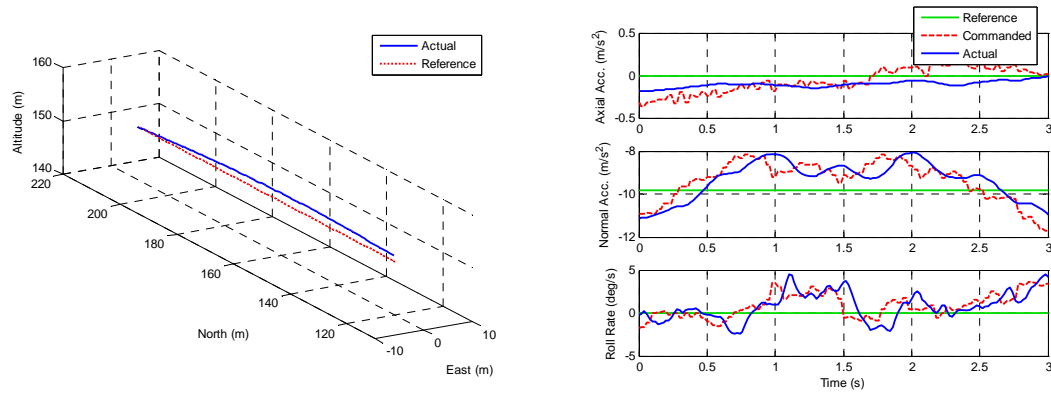 Actual
Reference
160
150
140
Altitude (m)
220
200
180
160
140
120
North (m)
-10
0
10
East (m)
Reference
Commanded
Actual
0.5
0
-0.5
Axial Acc. (m/s2)
0 0.5 1 1.5 2 2.5 3
-8
-10
-12
Normal Acc. (m/s2)
0 0.5 1 1.5 2 2.5 3
5
0
-5
Roll Rate (deg/s)
0 0.5 1 1.5 2 2.5 3
Time (s)